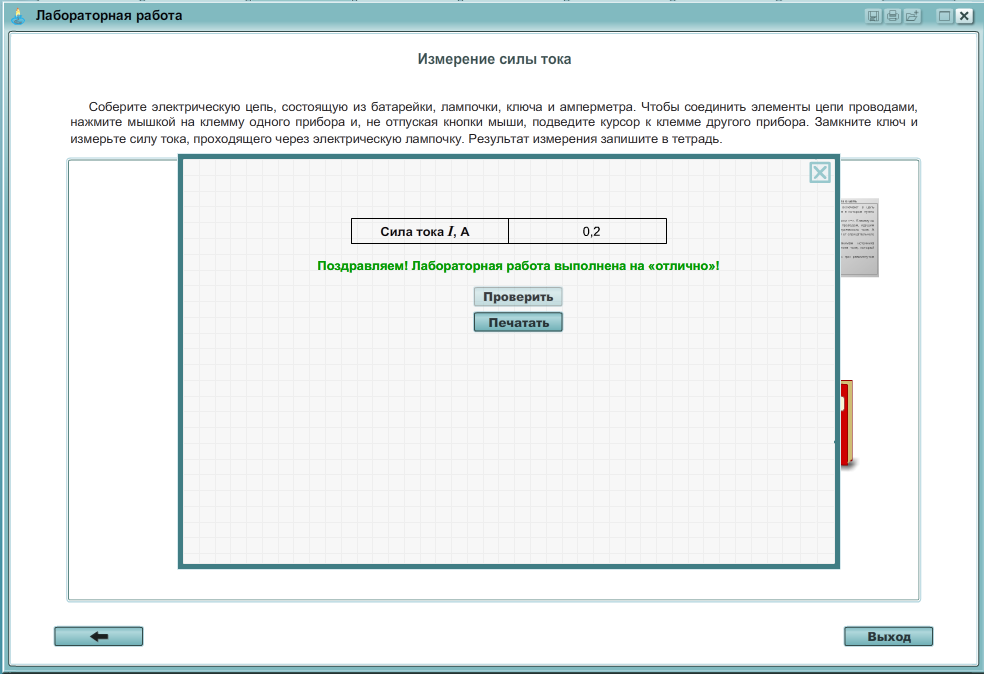 Лабораторная работа
Измерение силы тока
Соберите электрическую цепь, состоящую из батарейки, лампочки, ключа и амперметра. Чтобы соединить элементы цепи проводами,
нажмите мышкой на клемму одного прибора и, не отпуская кнопки мыши, подведите курсор к клемме другого прибора. Замкните ключ и
измерьте силу тока, проходящего через электрическую лампочку. Результат измерения запишите в тетрадь.
Сила тока I, А 0,2
Поздравляем! Лабораторная работа выполнена на «отлично»!
Проверить
Печатать
Выход